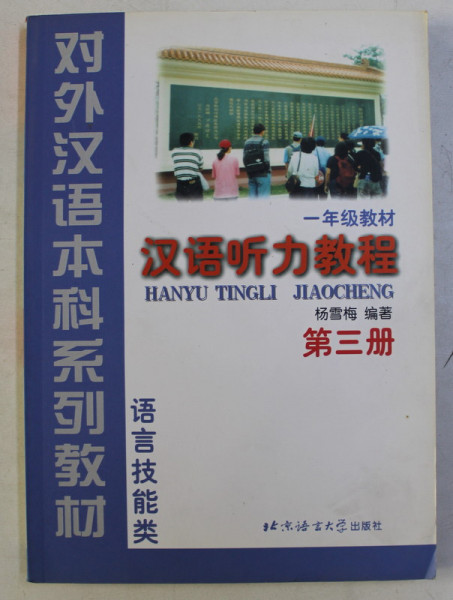 对外汉语本科系列教材
语言技能类
一年级教材
汉语听力教程
HANYU TINGLI JIAOCHENG
杨雪梅 编著
第三册
北京语言大学出版社